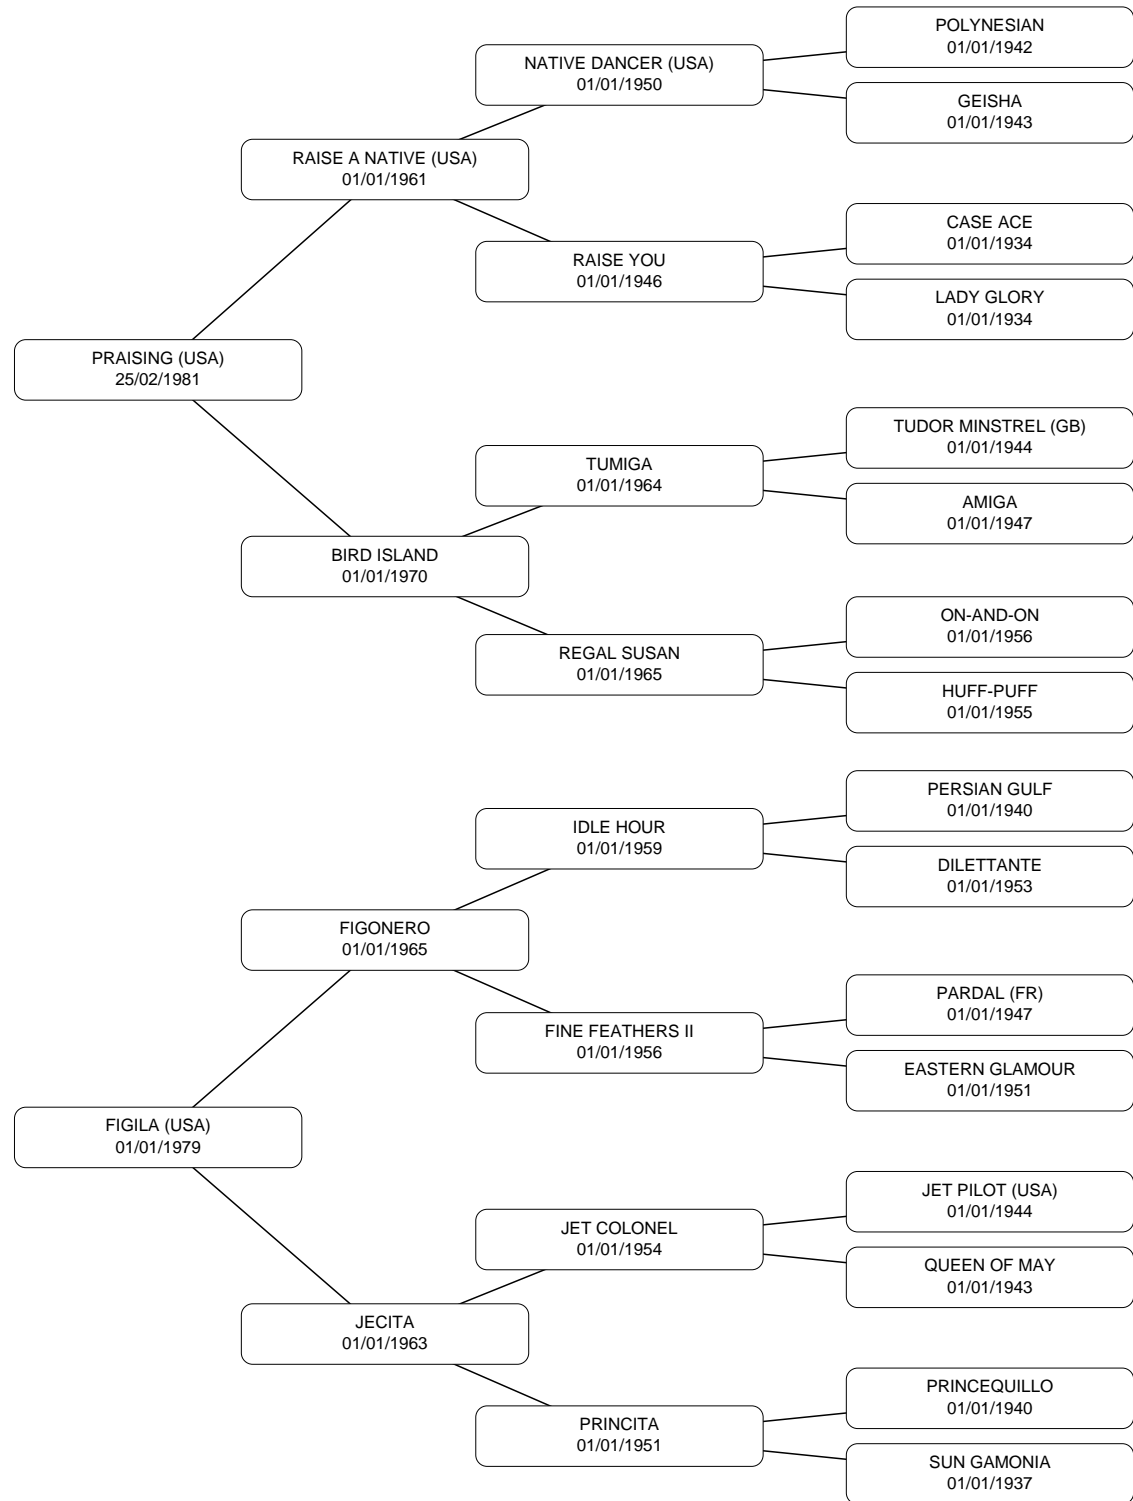 POLYNESIAN
01/01/1942
NATIVE DANCER (USA)
01/01/1950
GEISHA
01/01/1943
RAISE A NATIVE (USA)
01/01/1961
CASE ACE
01/01/1934
RAISE YOU
01/01/1946
LADY GLORY
01/01/1934
PRAISING (USA)
25/02/1981
TUDOR MINSTREL (GB)
01/01/1944
TUMIGA
01/01/1964
AMIGA
01/01/1947
BIRD ISLAND
01/01/1970
ON-AND-ON
01/01/1956
REGAL SUSAN
01/01/1965
HUFF-PUFF
01/01/1955
PERSIAN GULF
01/01/1940
IDLE HOUR
01/01/1959
DILETTANTE
01/01/1953
FIGONERO
01/01/1965
PARDAL (FR)
01/01/1947
FINE FEATHERS II
01/01/1956
EASTERN GLAMOUR
01/01/1951
FIGILA (USA)
01/01/1979
JET PILOT (USA)
01/01/1944
JET COLONEL
01/01/1954
QUEEN OF MAY
01/01/1943
JECITA
01/01/1963
PRINCEQUILLO
01/01/1940
PRINCITA
01/01/1951
SUN GAMONIA
01/01/1937